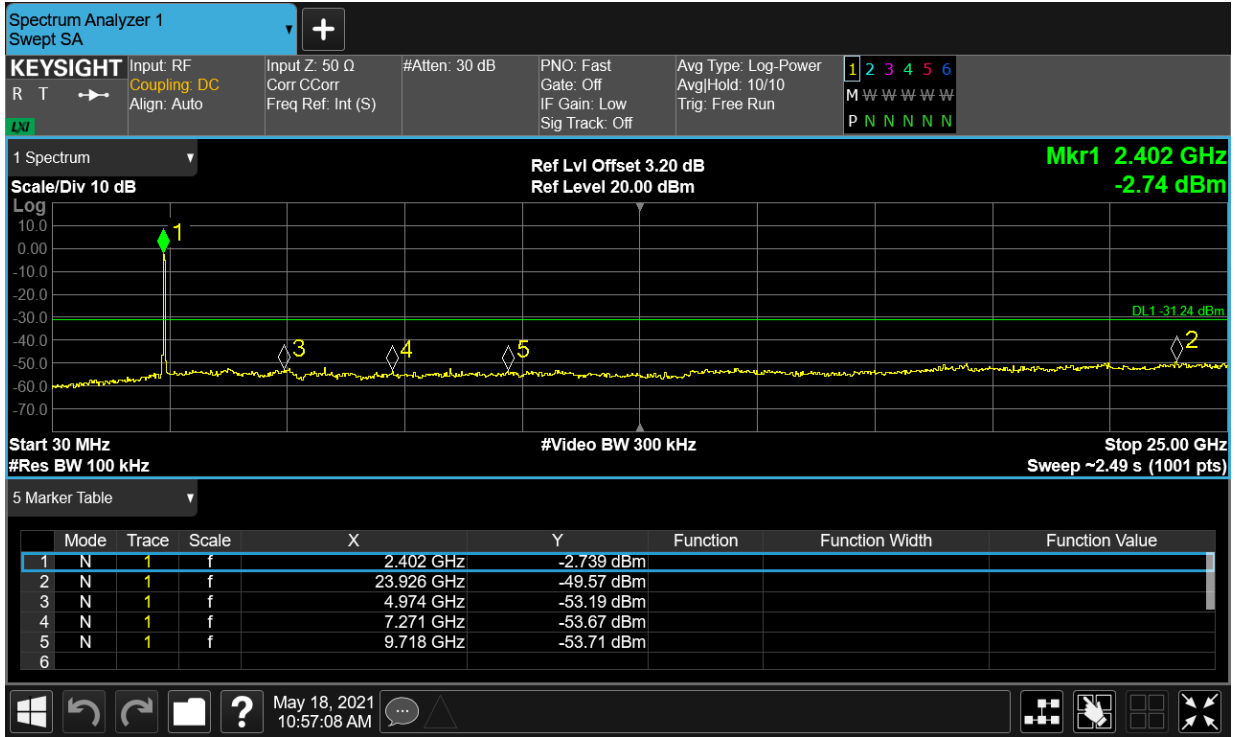 Spectrum Analyzer 1
Swept SA
KEYSIGHT
R T
LXI
Input: RF
Coupling: DC
Align: Auto
Input Z: 50 Ω
Corr CCorr
Freq Ref: Int (S)
#Atten: 30 dB
PNO: Fast
Gate: Off
IF Gain: Low
Sig Track: Off
Avg Type: Log-Power
Avg|Hold: 10/10
Trig: Free Run
1 2 3 4 5 6
M W W W W W
P N N N N N
1 Spectrum
Scale/Div 10 dB
Ref Lvl Offset 3.20 dB
Ref Level 20.00 dBm
Mkr1 2.402 GHz
-2.74 dBm
Log
10.0
0.00
-10.0
-20.0
-30.0
-40.0
-50.0
-60.0
-70.0
1
3
4
5
2
DL1 -31.24 dBm
Start 30 MHz
#Res BW 100 kHz
#Video BW 300 kHz
Stop 25.00 GHz
Sweep ~2.49 s (1001 pts)
5 Marker Table
Mode Trace Scale X Y Function Function Width Function Value
1 N 1 f 2.402 GHz -2.739 dBm
2 N 1 f 23.926 GHz -49.57 dBm
3 N 1 f 4.974 GHz -53.19 dBm
4 N 1 f 7.271 GHz -53.67 dBm
5 N 1 f 9.718 GHz -53.71 dBm
6
?
May 18, 2021
10:57:08 AM